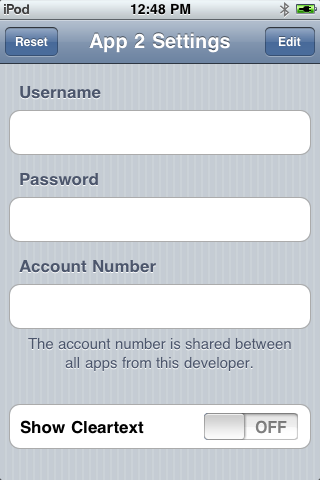 iPod 12:48 PM
Reset App 2 Settings Edit
Username
Password
Account Number
The account number is shared between
all apps from this developer.
Show Cleartext OFF